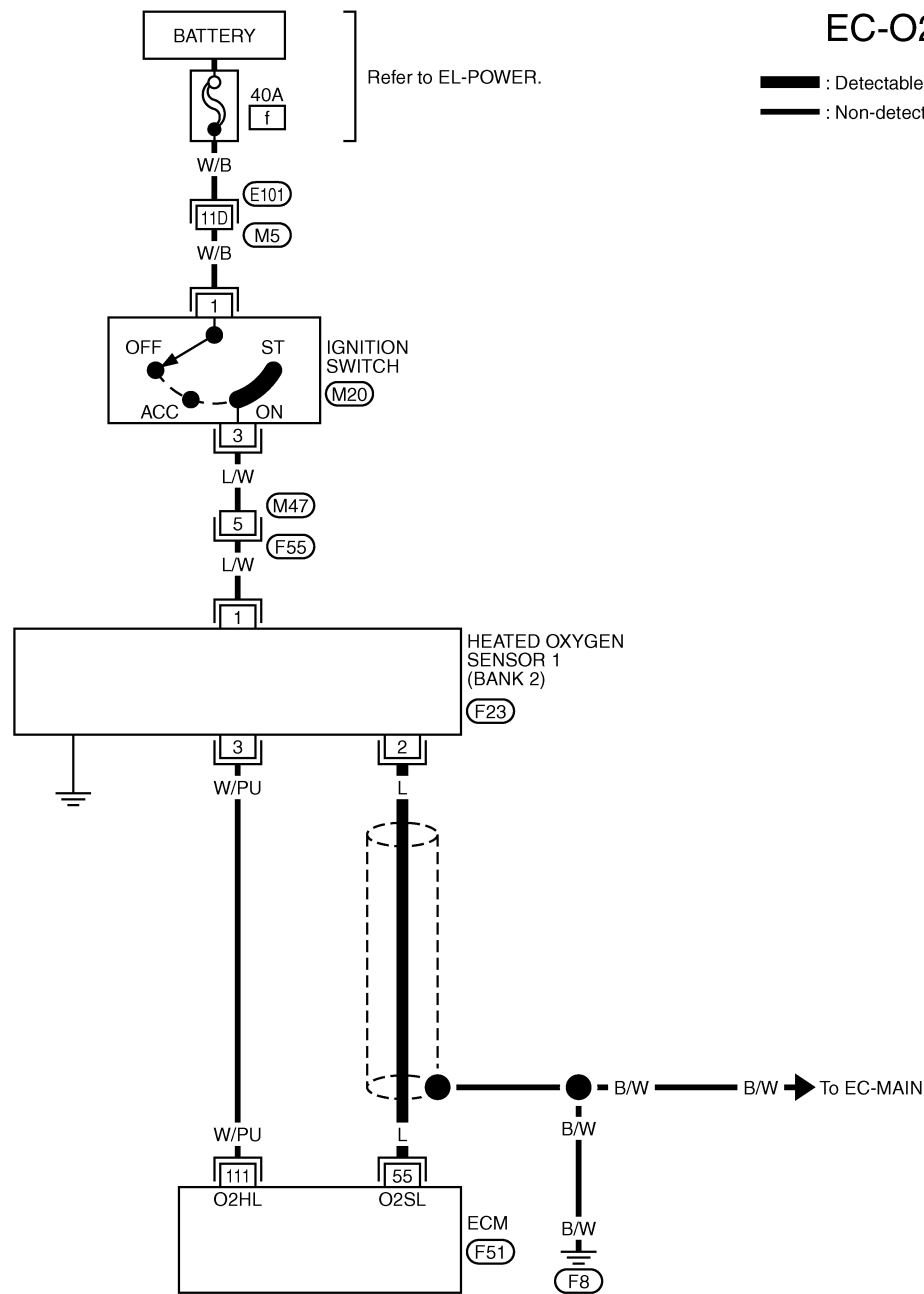 EC-O2
BATTERY
Refer to EL-POWER.
: Detectable
: Non-detect
40A
f
W/B
E101
11D
M5
W/B
1
OFF
ST
IGNITION
SWITCH
M20
ACC
ON
3
L/W
M47
5
F55
L/W
1
HEATED OXYGEN
SENSOR 1
(BANK 2)
F23
3
2
W/PU
L
B/W
B/W
To EC-MAIN
B/W
W/PU
L
111
55
O2HL
O2SL
ECM
F51
B/W
F8